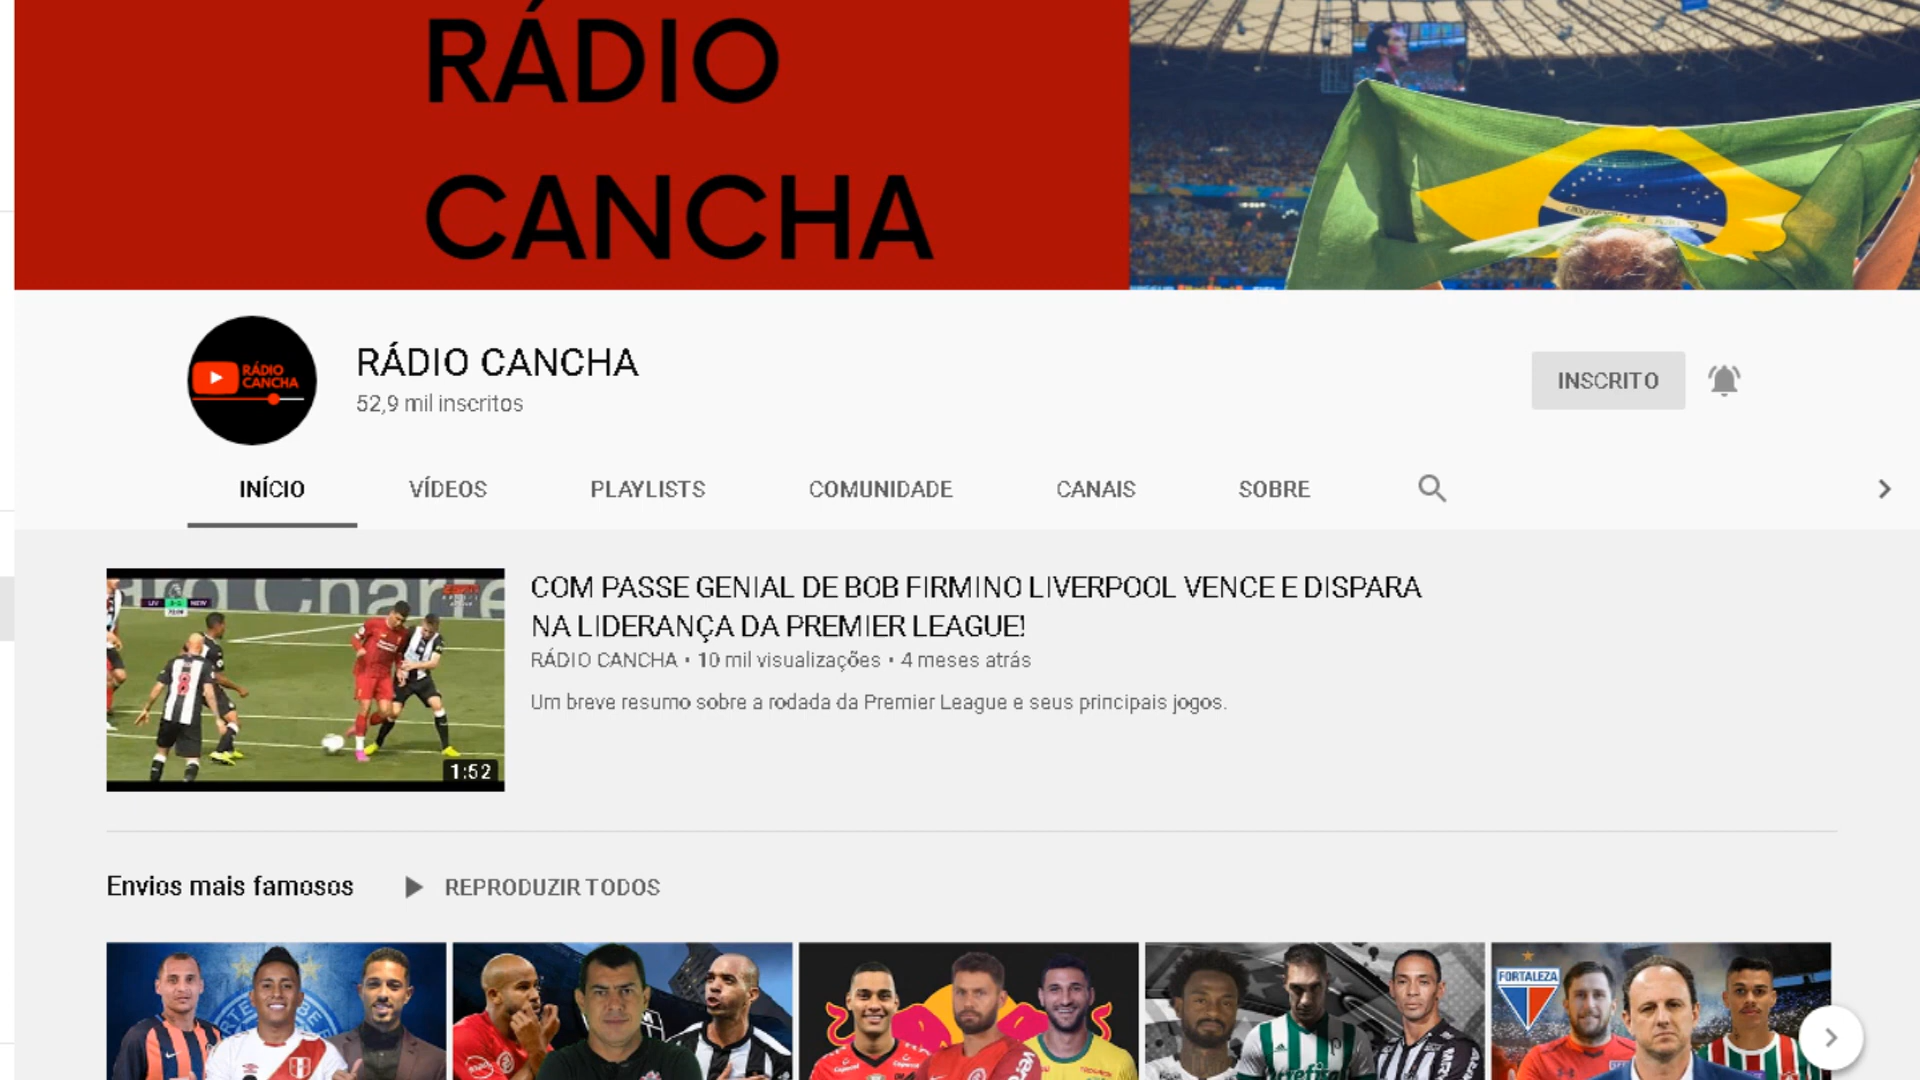 RÁDIO
CANCHA
RÁDIO
CANCHA
RÁDIO CANCHA
52,9 mil inscritos
INSCRITO
INÍCIO
VÍDEOS
PLAYLISTS
COMUNIDADE
CANAIS
SOBRE
LIV
NEW
1:52
COM PASSE GENIAL DE BOB FIRMINO LIVERPOOL VENCE E DISPARA
NA LIDERANÇA DA PREMIER LEAGUE!
RÁDIO CANCHA • 10 mil visualizações • 4 meses atrás
Um breve resumo sobre a rodada da Premier League e seus principais jogos.
8
Envios mais famosos
REPRODUZIR TODOS
FORTALEZA